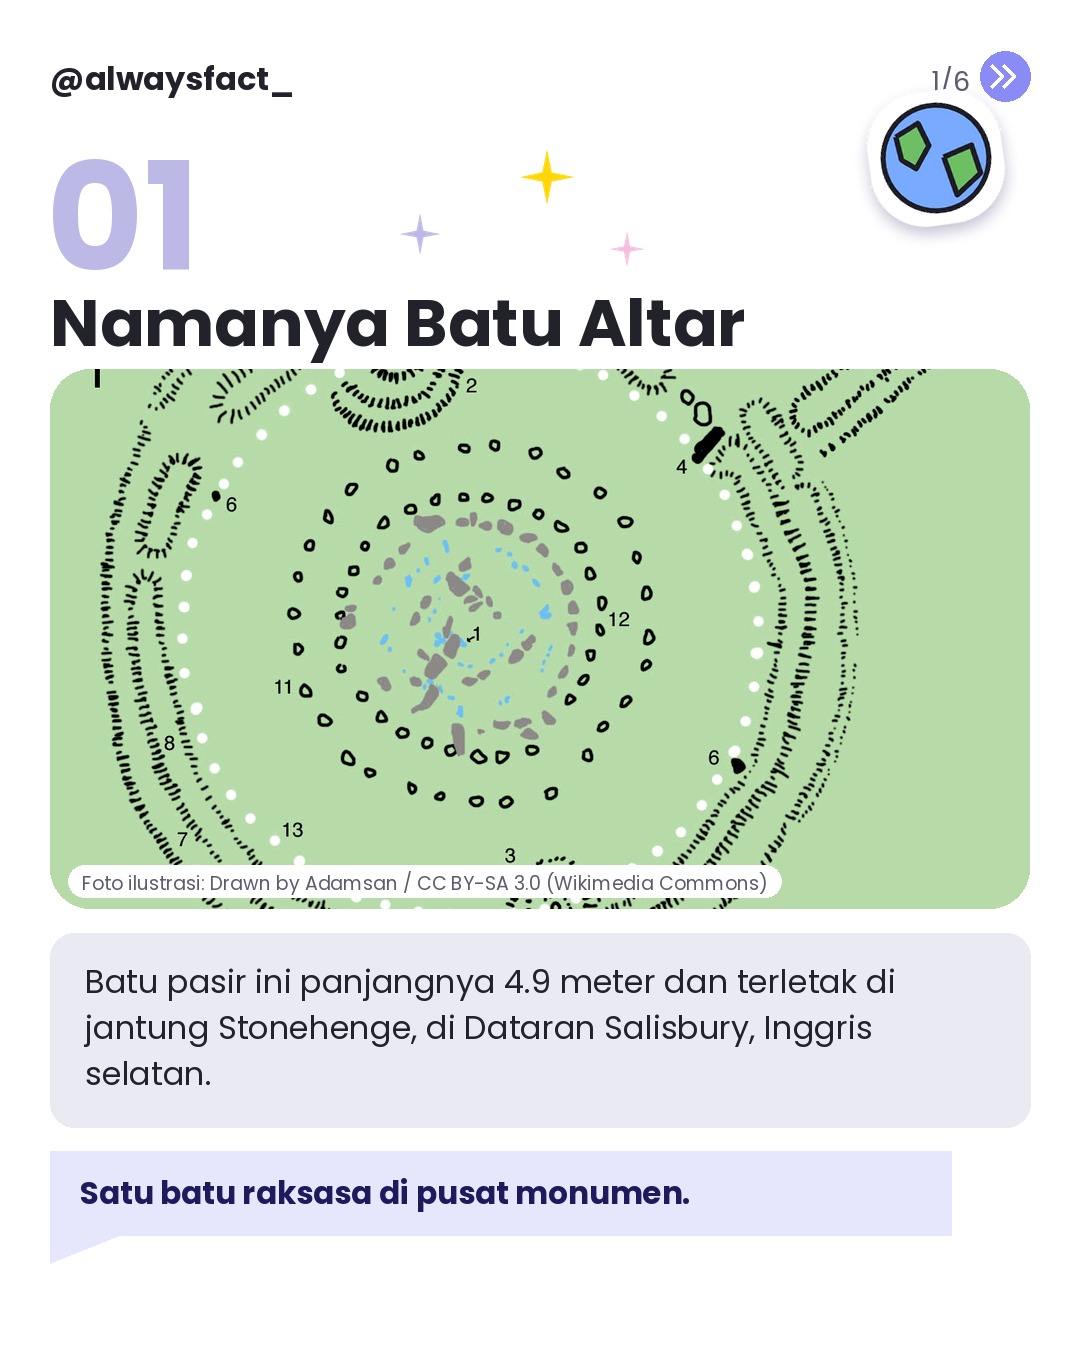 @alwaysfact_
1/6
01
Namanya Batu Altar
2
4
6
1
12
11
8
6
13
7
3
Foto ilustrasi: Drawn by Adamsan / CC BY-SA 3.0 (Wikimedia Commons)
Batu pasir ini panjangnya 4.9 meter dan terletak di
jantung Stonehenge, di Dataran Salisbury, Inggris
selatan.
Satu batu raksasa di pusat monumen.